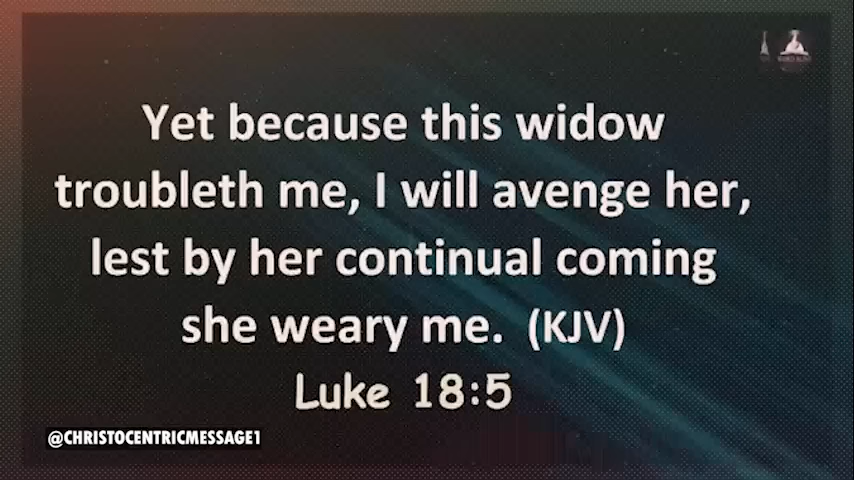 Yet because this widow
troubleth me, I will avenge her,
lest by her continual coming
she weary me. (KJV)
Luke 18:5
@CHRISTOCENTRICMESSAGE1